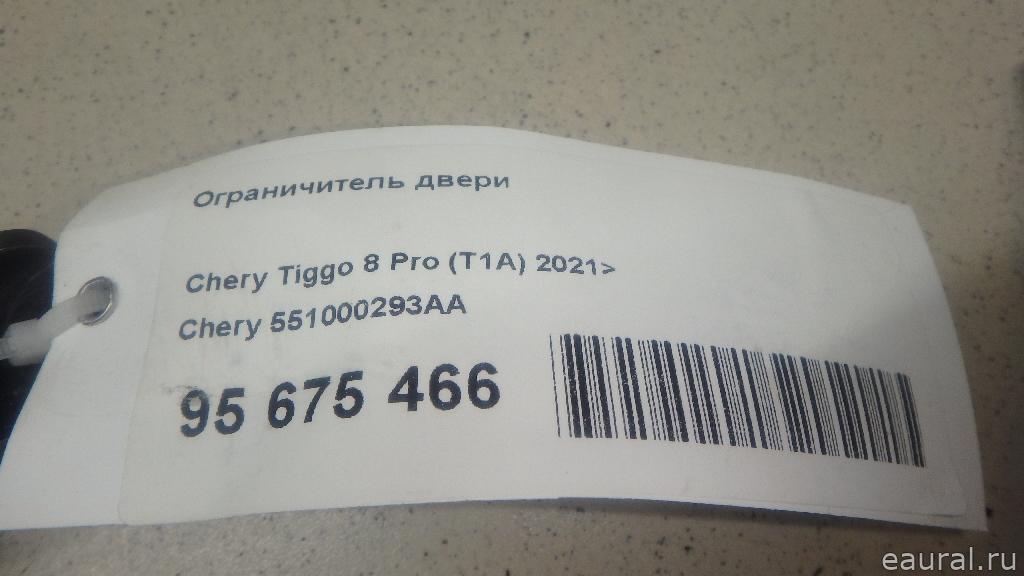 Ограничитель двери
Chery Tiggo 8 Pro (T1A) 2021>
Chery 551000293AA
95 675 466
eaural.ru